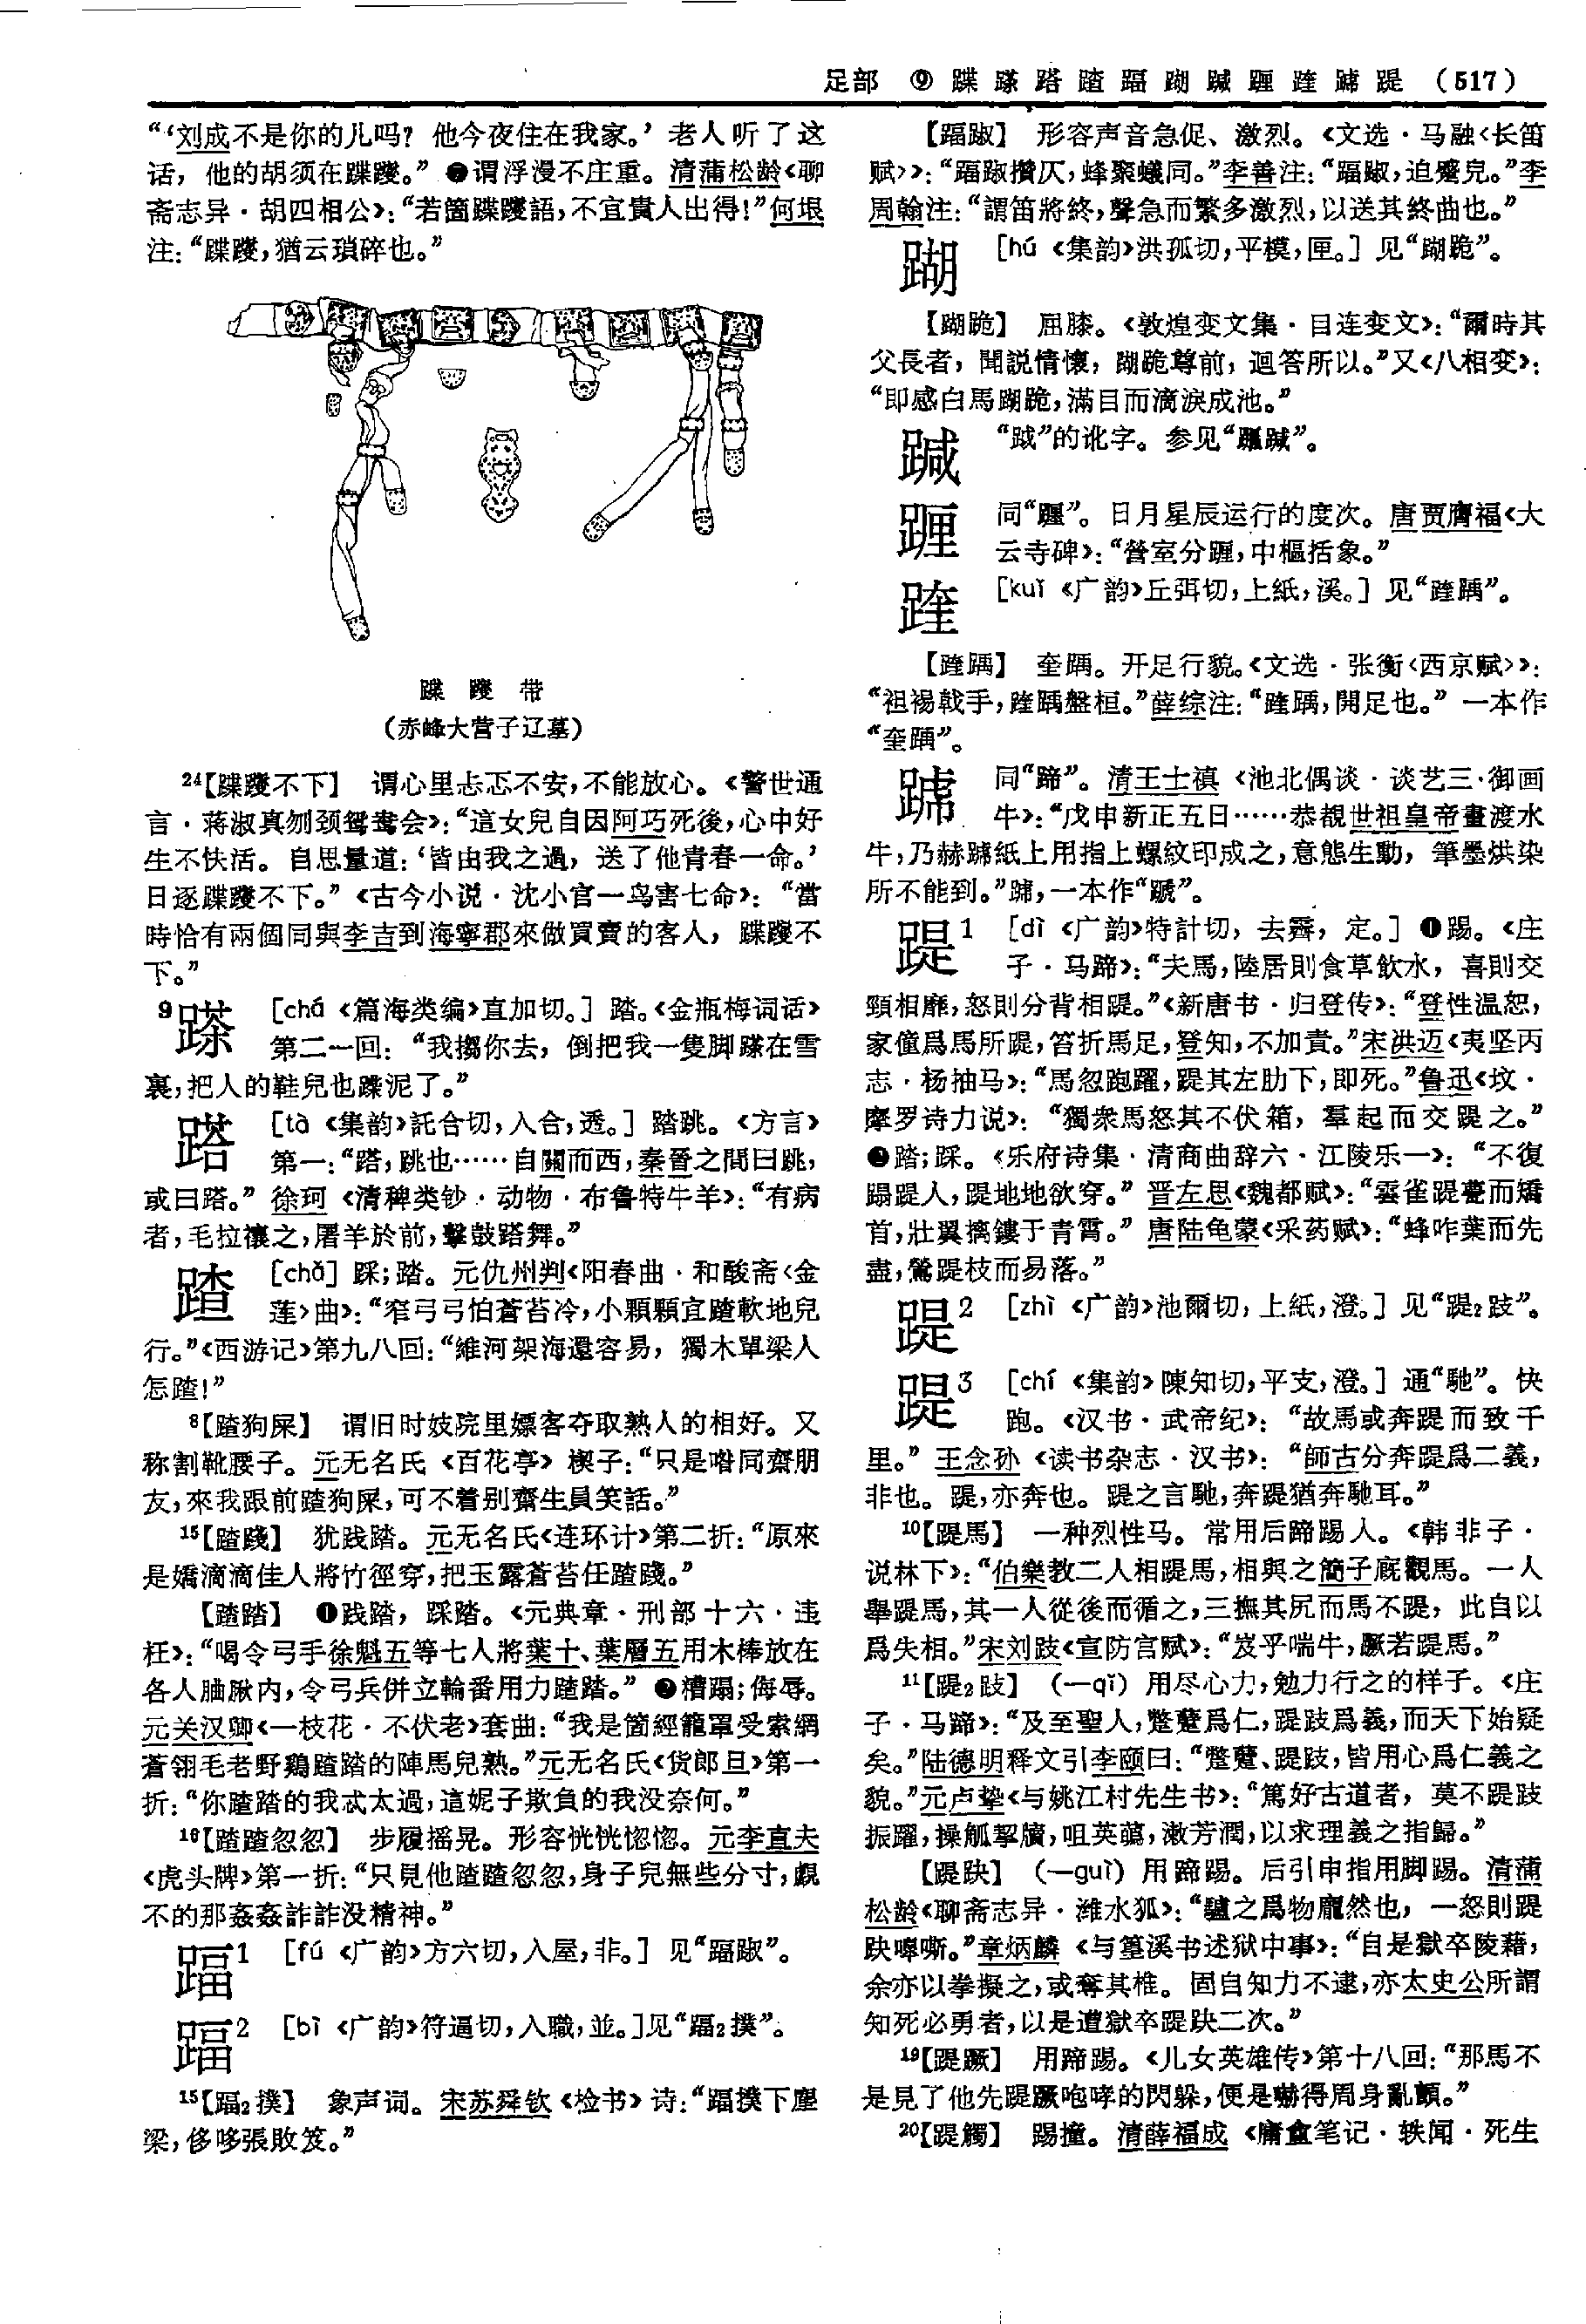 足部 ⑨ 蹀 蹂 踏 蹅 踾 𨂞 𨂝 𨂰 䠑 蹏 踶 （517）
“‘刘成不是你的儿吗？他今夜住在我家。’老人听了这
话，他的胡须在蹀躞。” ❼谓浮漫不庄重。清蒲松龄《聊
斋志异·胡四相公》：“若箇蹀躞語，不宜貴人出得！”何垠
注：“蹀躞，猶云瑣碎也。”
蹀 躞 带
（赤峰大营子辽墓）
24【蹀躞不下】 谓心里忐忑不安，不能放心。《警世通
言·蒋淑真刎颈鸳鸯会》：“這女兒自因阿巧死後，心中好
生不快活。自思量道：‘皆由我之過，送了他青春一命。’
日逐蹀躞不下。”《古今小说·沈小官一鸟害七命》：“當
時恰有兩個同與李吉到海寧郡來做買賣的客人，蹀躞不
下。”
9 [chá 《篇海类编》直加切。] 踏。《金瓶梅词话》
第二一回：“我搊你去，倒把我一隻脚在雪
裏，把人的鞋兒也泥了。”
[tà 《集韵》託合切，入合，透。] 踏跳。《方言》
第一：“，跳也……自關而西，秦晉之間曰跳，
或曰。” 徐珂《清稗类钞·动物·布鲁特牛羊》：“有病
者，毛拉禳之，屠羊於前，擊鼓舞。”
蹅 [chǎ] 踩；踏。元仇州判《阳春曲·和酸斋〈金
莲〉曲》：“窄弓弓怕蒼苔冷，小顆顆宜蹅軟地兒
行。”《西游记》第九八回：“維河架海還容易，獨木單梁人
怎蹅！”
8【蹅狗屎】 谓旧时妓院里嫖客夺取熟人的相好。又
称割靴腰子。元无名氏《百花亭》楔子：“只是喒同齋朋
友，來我跟前蹅狗屎，可不着别齋生員笑話。”
15【蹅踐】 犹践踏。元无名氏《连环计》第二折：“原來
是嬌滴滴佳人將竹徑穿，把玉露蒼苔任蹅踐。”
【蹅踏】 ❶践踏，踩踏。《元典章·刑部十六·违
枉》：“喝令弓手徐魁五等七人將葉十、葉層五用木棒放在
各人䐐脷内，令弓兵併立輪番用力蹅踏。” ❷糟蹋；侮辱。
元关汉卿《一枝花·不伏老》套曲：“我是箇經籠罩受索網
蒼翎毛老野鷄蹅踏的陣馬兒熟。”元无名氏《货郎旦》第一
折：“你蹅踏的我忒太過，這妮子欺負的我没奈何。”
16【蹅蹅忽忽】 步履摇晃。形容恍恍惚惚。元李直夫
《虎头牌》第一折：“只見他蹅蹅忽忽，身子兒無些分寸，覷
不的那姦姦詐詐没精神。”
踾1 [fú 《广韵》方六切，入屋，非。] 见“踾踧”。
踾2 [bì 《广韵》符逼切，入職，並。]见“踾2撲”。
15【踾2撲】 象声词。宋苏舜钦《检书》诗：“踾撲下塵
梁，侈哆張敗笈。”
【踾踧】 形容声音急促、激烈。《文选·马融〈长笛
赋〉》：“踾踧攢仄，蜂聚蟻同。”李善注：“踾踧，迫蹙皃。”李
周翰注：“謂笛將終，聲急而繁多激烈，以送其終曲也。”
[hú 《集韵》洪孤切，平模，匣。] 见“跪”。
【跪】 屈膝。《敦煌变文集·目连变文》：“爾時其
父長者，聞説情懷，跪尊前，迴答所以。”又《八相变》：
“即感白馬跪，滿目而滴淚成池。”
“”的讹字。参见“”。
同“躔”。日月星辰运行的度次。唐贾膺福《大
云寺碑》：“營室分，中樞括象。”
䠑 [kuǐ 《广韵》丘弭切，上紙，溪。] 见“䠑踽”。
【䠑踽】 奎踽。开足行貌。《文选·张衡〈西京赋〉》：
“袒裼戟手，䠑踽盤桓。”薛综注：“䠑踽，開足也。” 一本作
“奎踽”。
蹏 同“蹄”。清王士禛《池北偶谈·谈艺三·御画
牛》：“戊申新正五日……恭覩世祖皇帝畫渡水
牛，乃赫蹏紙上用指上螺紋印成之，意態生動，筆墨烘染
所不能到。”蹏，一本作“蹏”。
踶1 [dì 《广韵》特計切，去霽，定。] ❶踢。《庄
子·马蹄》：“夫馬，陸居則食草飲水，喜則交
頸相靡，怒則分背相踶。”《新唐书·归登传》：“登性温恕，
家僮爲馬所踶，笞折馬足，登知，不加責。”宋洪迈《夷坚丙
志·杨抽马》：“馬忽跑躍，踶其左肋下，即死。”鲁迅《坟·
摩罗诗力说》：“獨衆馬怒其不伏箱，羣起而交踶之。”
❷踏；踩。《乐府诗集·清商曲辞六·江陵乐一》：“不復
蹋踶人，踶地地欲穿。” 晋左思《魏都赋》：“雲雀踶甍而矯
首，壯翼摛鏤于青霄。” 唐陆龟蒙《采药赋》：“蜂咋葉而先
盡，鶯踶枝而易落。”
踶2 [zhì 《广韵》池爾切，上紙，澄。] 见“踶2跂”。
踶3 [chí 《集韵》陳知切，平支，澄。] 通“馳”。快
跑。《汉书·武帝纪》：“故馬或奔踶而致千
里。” 王念孙《读书杂志·汉书》：“師古分奔踶爲二義，
非也。踶，亦奔也。踶之言馳，奔踶猶奔馳耳。”
10【踶馬】 一种烈性马。常用后蹄踢人。《韩非子·
说林下》：“伯樂教二人相踶馬，相與之簡子厩觀馬。一人
舉踶馬，其一人從後而循之，三撫其尻而馬不踶，此自以
爲失相。”宋刘跂《宣防宫赋》：“岌乎喘牛，蹶若踶馬。”
11【踶2跂】 （—qǐ）用尽心力，勉力行之的样子。《庄
子·马蹄》：“及至聖人，蹩躠爲仁，踶跂爲義，而天下始疑
矣。”陆德明释文引李颐曰：“蹩躠、踶跂，皆用心爲仁義之
貌。”元卢挚《与姚江村先生书》：“篤好古道者，莫不踶跂
振躍，操觚挈牘，咀英蘤，漱芳潤，以求理義之指歸。”
【踶趹】 （—guì）用蹄踢。后引申指用脚踢。清蒲
松龄《聊斋志异·潍水狐》：“驢之爲物龐然也，一怒則踶
趹嘷嘶。”章炳麟《与篁溪书述狱中事》：“自是獄卒陵藉，
余亦以拳擬之，或奪其椎。固自知力不逮，亦太史公所謂
知死必勇者，以是遭獄卒踶趹二次。”
19【踶蹶】 用蹄踢。《儿女英雄传》第十八回：“那馬不
是見了他先踶蹶咆哮的閃躲，便是嚇得周身亂顫。”
20【踶觸】 踢撞。清薛福成《庸盦笔记·轶闻·死生